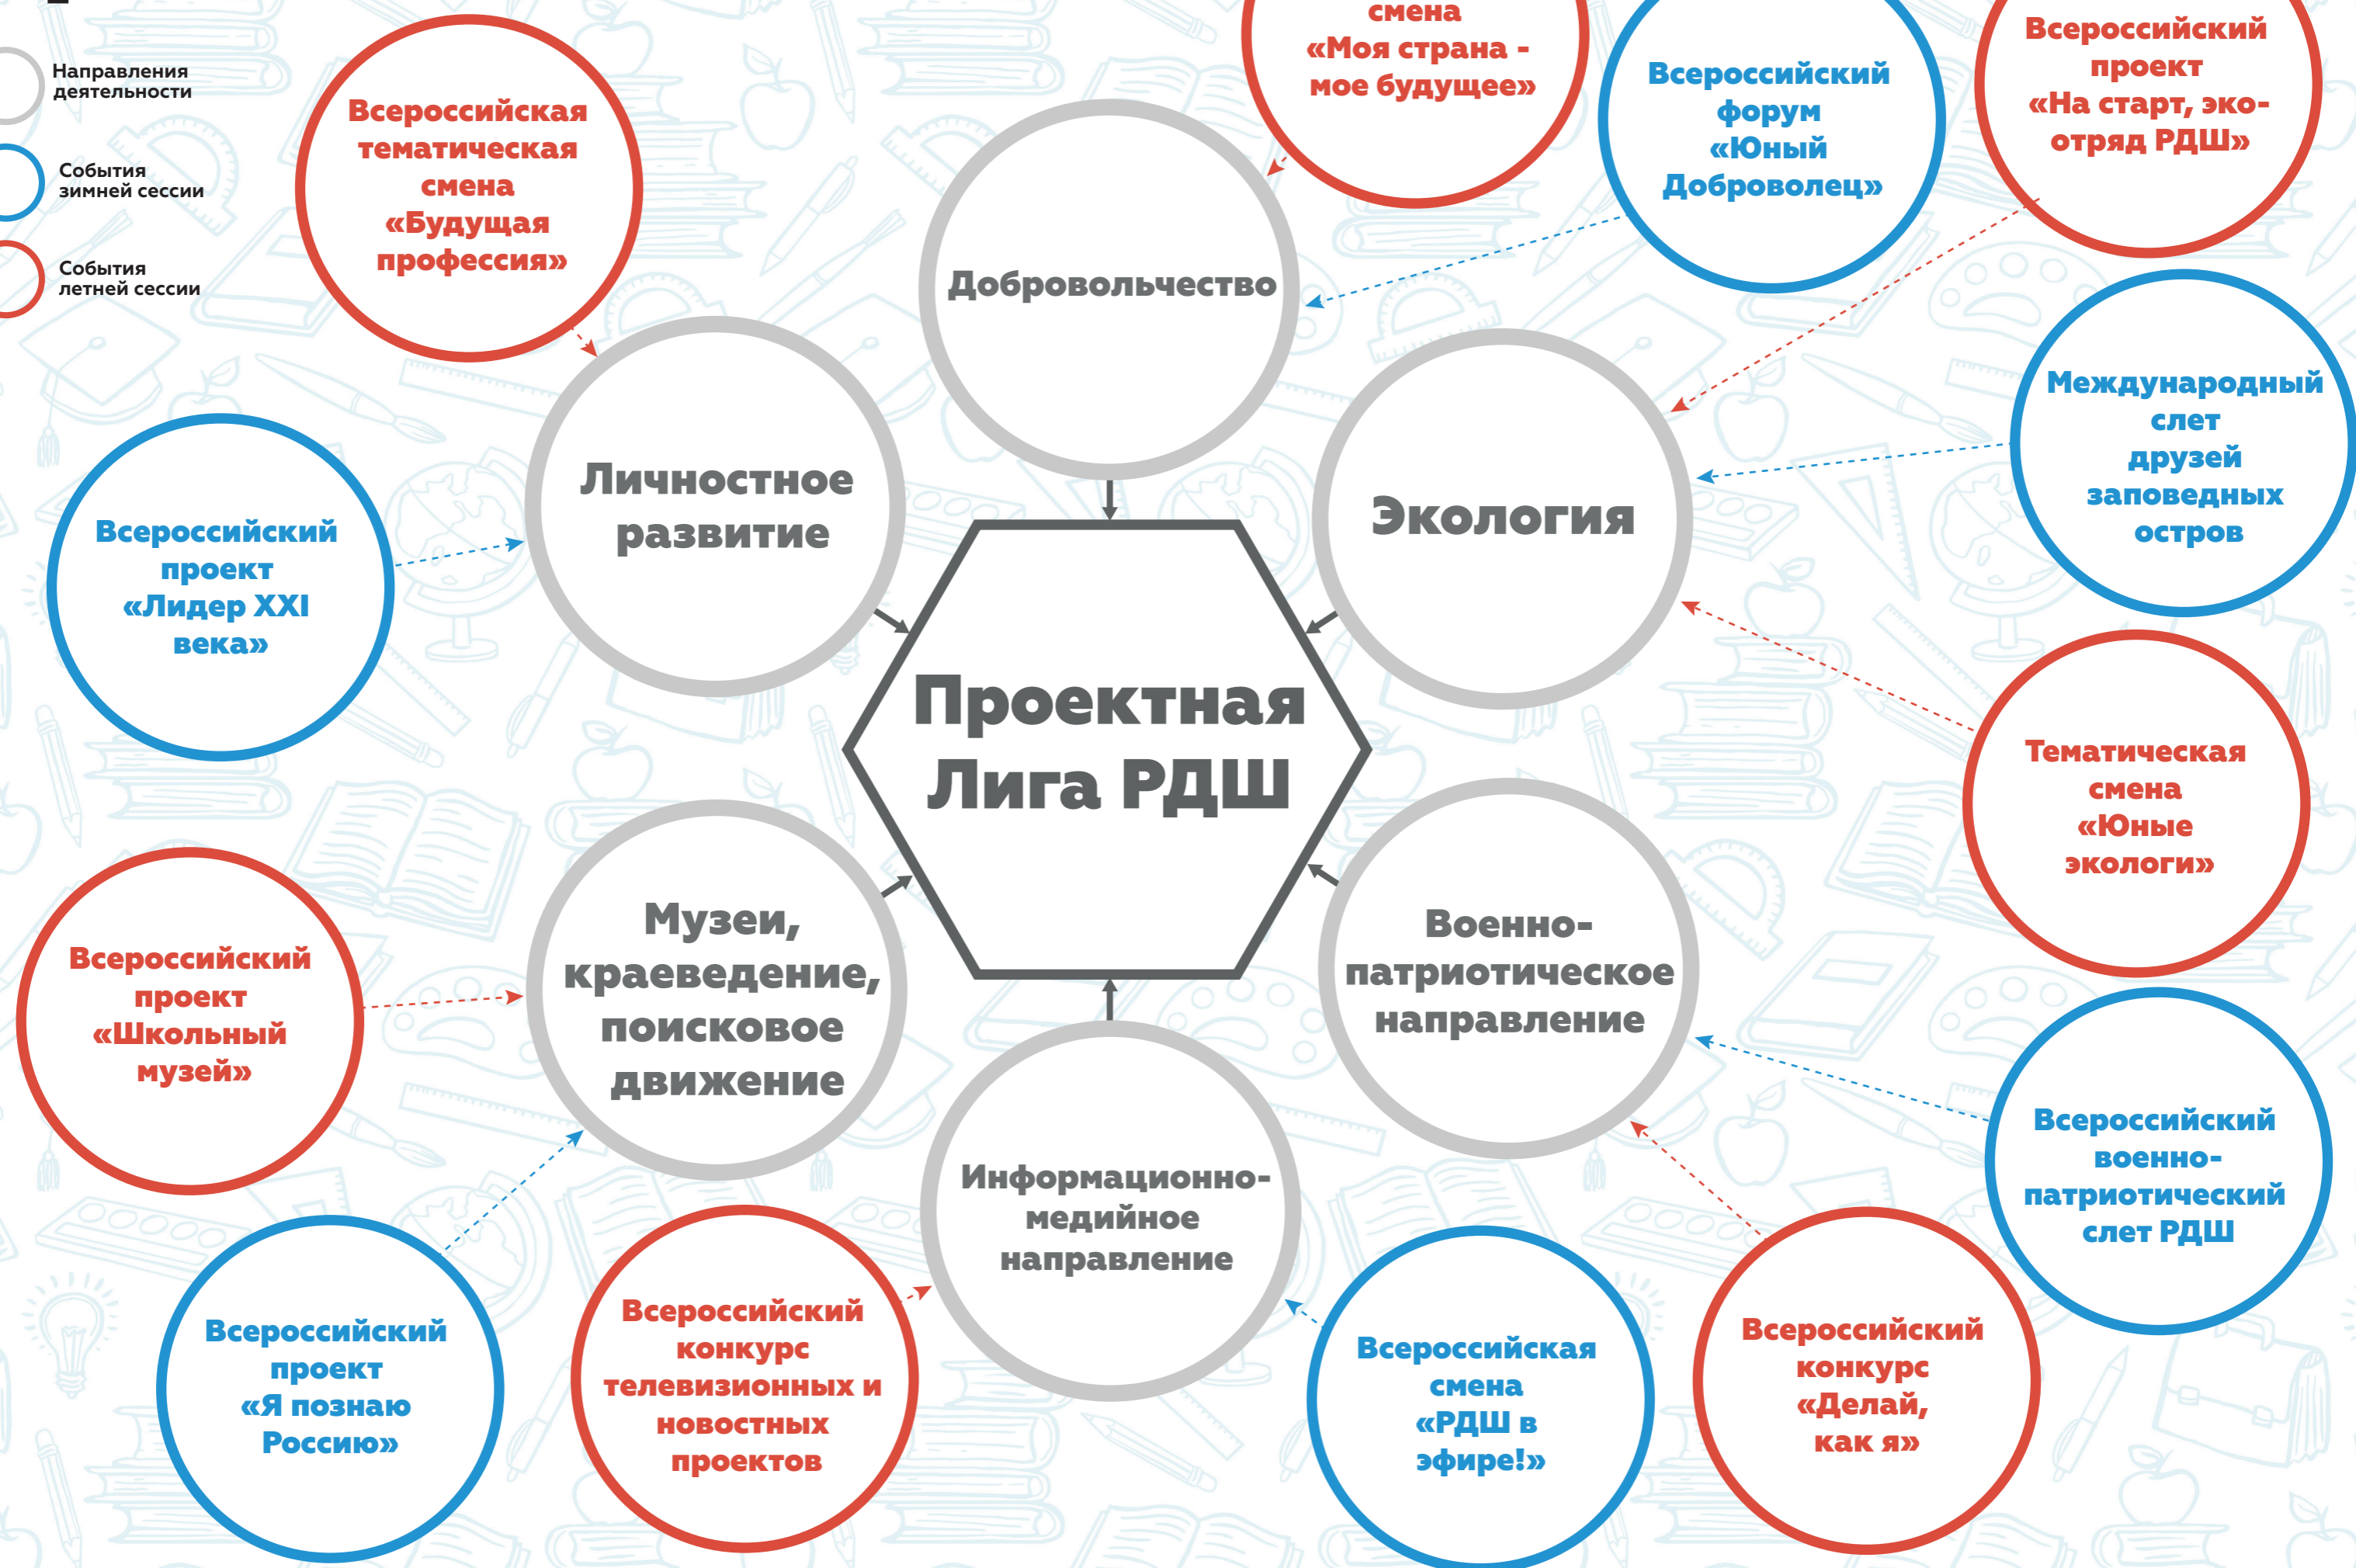 Направления
деятельности
События
зимней сессии
События
летней сессии
Всероссийская
тематическая
смена
«Будущая
профессия»
смена
«Моя страна -
мое будущее»
Всероссийский
форум
«Юный
Доброволец»
Всероссийский
проект
«На старт, эко-
отряд РДШ»
Добровольчество
Международный
слет
друзей
заповедных
остров
Личностное
развитие
Экология
Всероссийский
проект
«Лидер XXI
века»
Проектная
Лига РДШ
Тематическая
смена
«Юные
экологи»
Музеи,
краеведение,
поисковое
движение
Военно-
патриотическое
направление
Всероссийский
проект
«Школьный
музей»
Информационно-
медийное
направление
Всероссийский
военно-
патриотический
слет РДШ
Всероссийский
проект
«Я познаю
Россию»
Всероссийский
конкурс
телевизионных и
новостных
проектов
Всероссийская
смена
«РДШ в
эфире!»
Всероссийский
конкурс
«Делай,
как я»